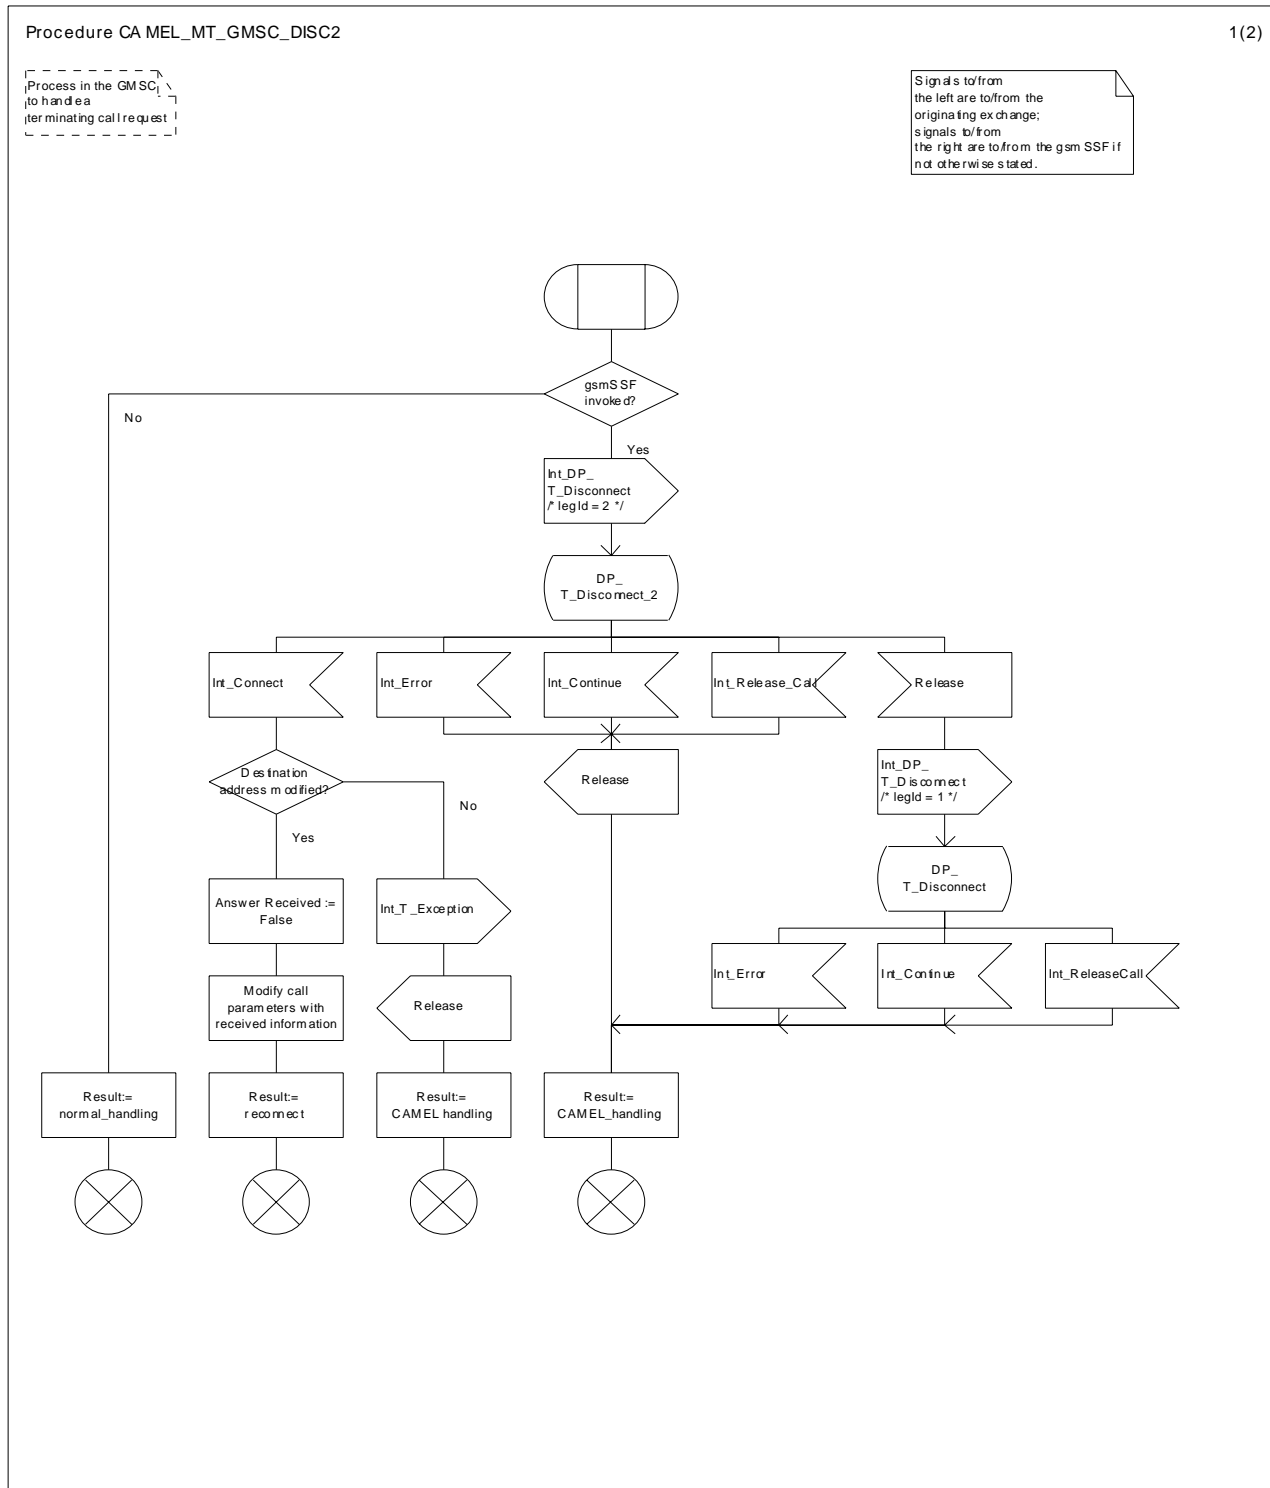 Procedure CAMEL_MT_GMSC_DISC2
1(2)
Process in the GMSC
to handle a
terminating call request
Signals to/from
the left are to/from the
originating exchange;
signals to/from
the right are to/from the gsmSSF if
not otherwise stated.
gsmSSF
invoked?
No
Yes
Int_DP_
T_Disconnect
/* legId = 2 */
DP_
T_Disconnect_2
Int_Connect
Int_Error
Int_Continue
Int_Release_Call
Release
Destination
address modified?
No
Yes
Release
Int_DP_
T_Disconnect
/* legId = 1 */
DP_
T_Disconnect
Answer Received :=
False
Int_T_Exception
Int_Error
Int_Continue
Int_ReleaseCall
Modify call
parameters with
received information
Release
Result:=
normal_handling
Result:=
reconnect
Result:=
CAMEL handling
Result:=
CAMEL_handling